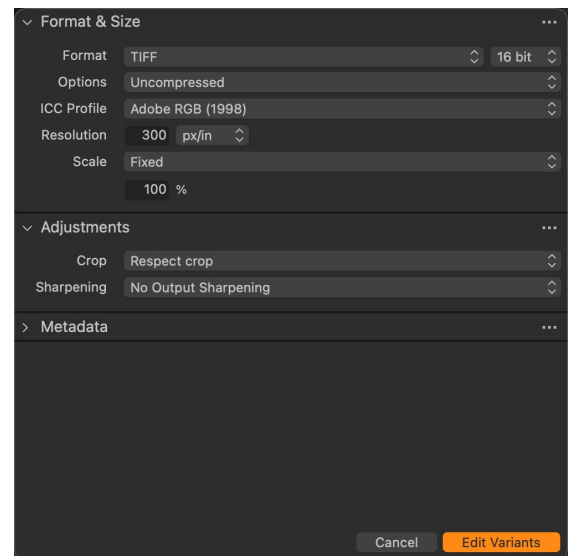 Format & Size
Format TIFF 16 bit
Options Uncompressed
ICC Profile Adobe RGB (1998)
Resolution 300 px/in
Scale Fixed
100 %
Adjustments
Crop Respect crop
Sharpening No Output Sharpening
Metadata
Cancel Edit Variants